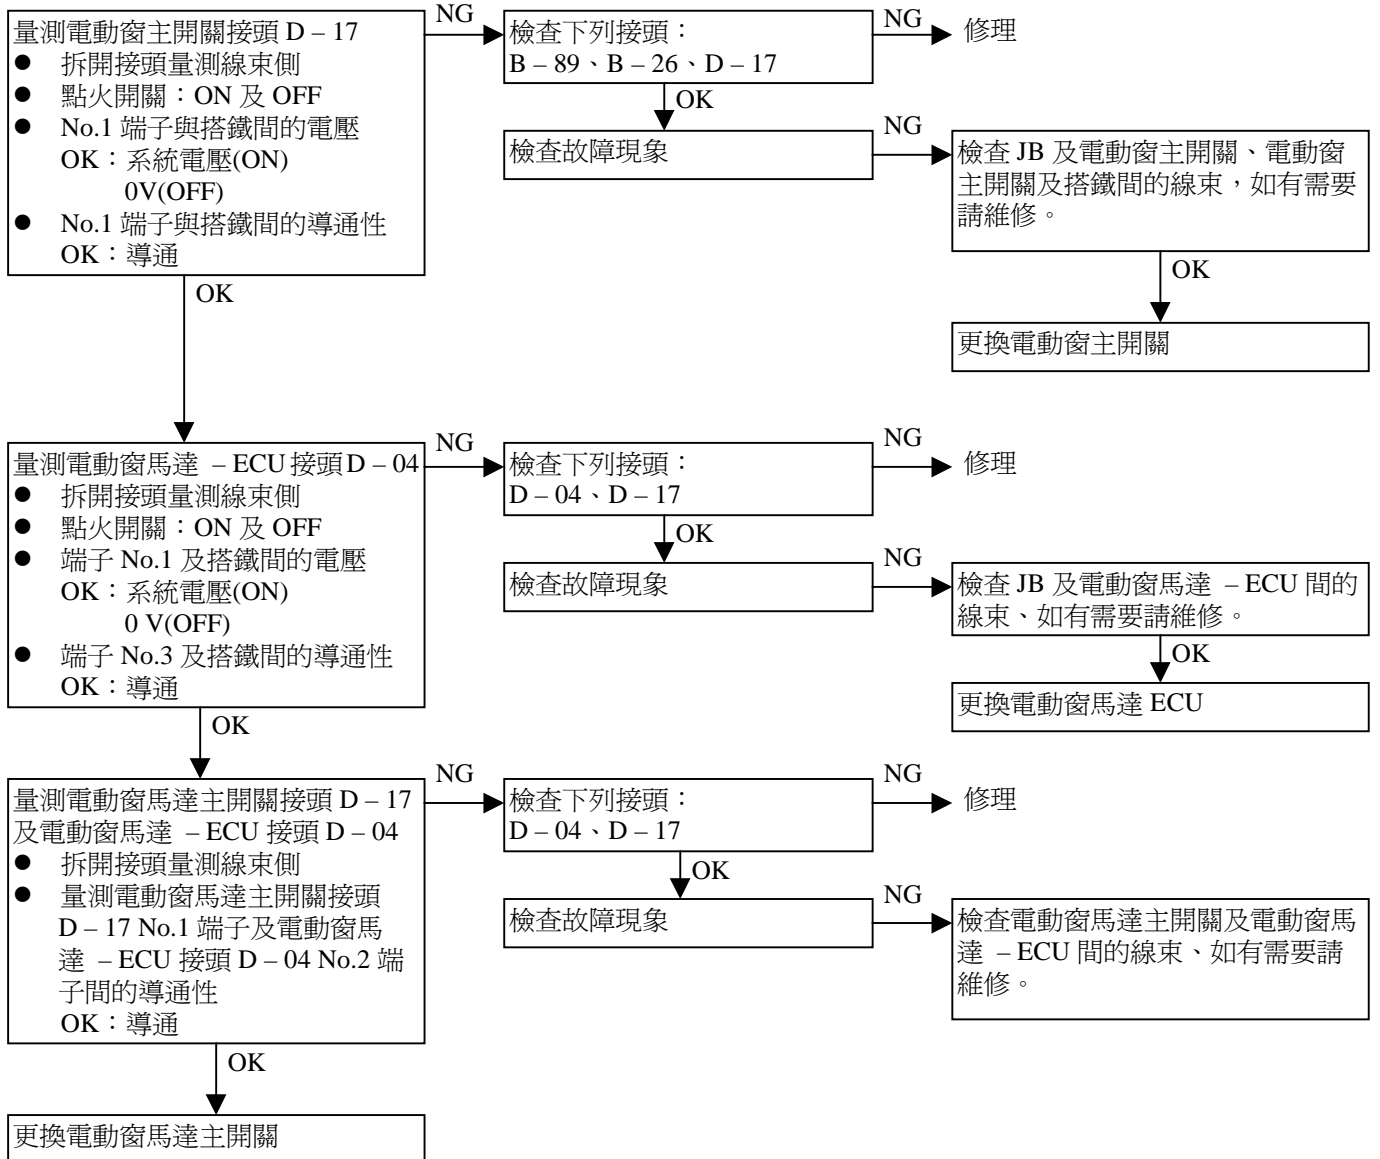 量測電動窗主開關接頭 D – 17
● 拆開接頭量測線束側
● 點火開關：ON 及 OFF
● No.1 端子與搭鐵間的電壓
OK：系統電壓(ON)
0V(OFF)
● No.1 端子與搭鐵間的導通性
OK：導通
NG
檢查下列接頭：
B – 89、B – 26、D – 17
NG
修理
OK
檢查故障現象
NG
檢查 JB 及電動窗主開關、電動窗
主開關及搭鐵間的線束，如有需要
請維修。
OK
更換電動窗主開關
OK
量測電動窗馬達 – ECU 接頭 D – 04
● 拆開接頭量測線束側
● 點火開關：ON 及 OFF
● 端子 No.1 及搭鐵間的電壓
OK：系統電壓(ON)
0 V(OFF)
● 端子 No.3 及搭鐵間的導通性
OK：導通
NG
檢查下列接頭：
D – 04、D – 17
NG
修理
OK
檢查故障現象
NG
檢查 JB 及電動窗馬達 – ECU 間的
線束、如有需要請維修。
OK
更換電動窗馬達 ECU
OK
量測電動窗馬達主開關接頭 D – 17
及電動窗馬達 – ECU 接頭 D – 04
● 拆開接頭量測線束側
● 量測電動窗馬達主開關接頭
D – 17 No.1 端子及電動窗馬
達 – ECU 接頭 D – 04 No.2 端
子間的導通性
OK：導通
NG
檢查下列接頭：
D – 04、D – 17
NG
修理
OK
檢查故障現象
NG
檢查電動窗馬達主開關及電動窗馬
達 – ECU 間的線束、如有需要請
維修。
OK
更換電動窗馬達主開關